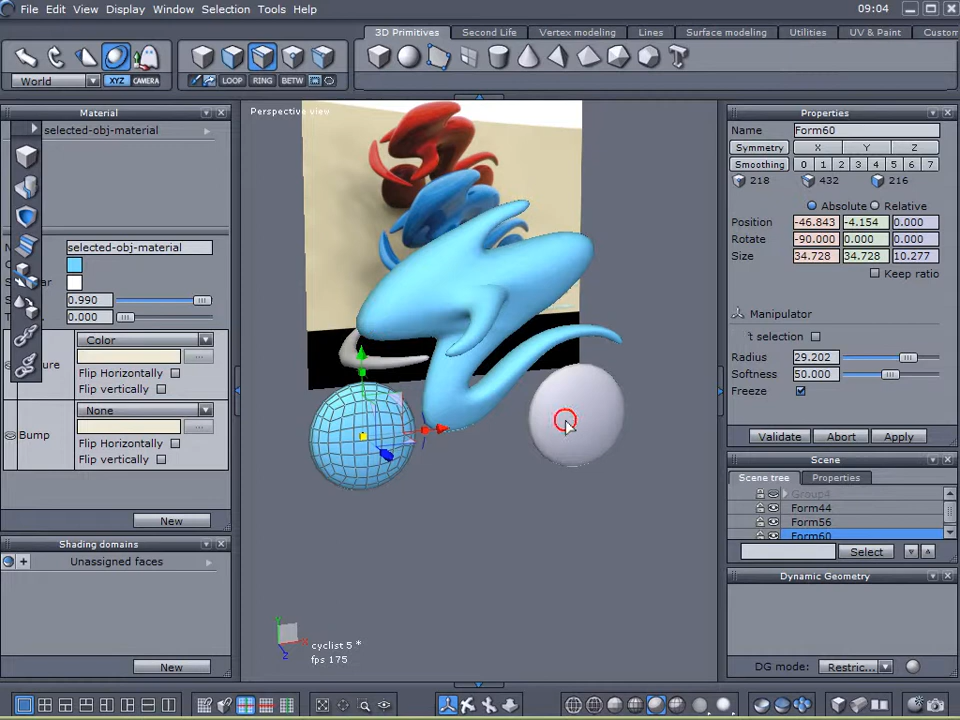 File Edit View Display Window Selection Tools Help 09:04
3D Primitives Second Life Vertex modeling Lines Surface modeling Utilities UV & Paint Custom
World XYZ CAMERA LOOP RING BETW
Material
selected-obj-material
selected-obj-material
0.990
0.000
Color
Flip Horizontally
Flip vertically
None
Bump
Flip Horizontally
Flip vertically
New
Shading domains
Unassigned faces
New
Perspective view
cyclist 5 *
fps 175
Y
X
Z
Properties
Name Form60
Symmetry X Y Z
Smoothing 0 1 2 3 4 5 6 7
218 432 216
Absolute Relative
Position -46.843 -4.154 0.000
Rotate -90.000 0.000 0.000
Size 34.728 34.728 10.277
Keep ratio
Manipulator
t selection
Radius 29.202
Softness 50.000
Freeze
Validate Abort Apply
Scene
Scene tree Properties
Group4
Form44
Form56
Form60
Select
Dynamic Geometry
DG mode: Restric...